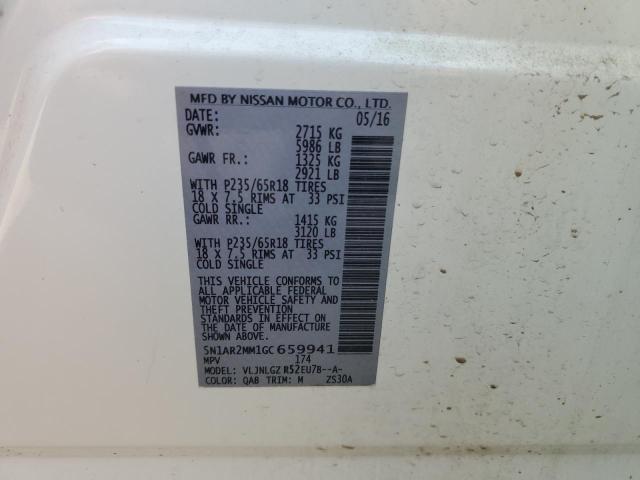 MFD BY NISSAN MOTOR CO., LTD.
DATE: 05/16
GVWR: 2715 KG
5986 LB
GAWR FR.: 1325 KG
2921 LB
WITH P235/65R18 TIRES
18 X 7.5 RIMS AT 33 PSI
COLD SINGLE
GAWR RR.: 1415 KG
3120 LB
WITH P235/65R18 TIRES
18 X 7.5 RIMS AT 33 PSI
COLD SINGLE
THIS VEHICLE CONFORMS TO
ALL APPLICABLE FEDERAL
MOTOR VEHICLE SAFETY AND
THEFT PREVENTION
STANDARDS IN EFFECT ON
THE DATE OF MANUFACTURE
SHOWN ABOVE.
5N1AR2MM1GC659941
MPV 174
MODEL: VLJNLGZ R52EU7B--A-
COLOR: QAB TRIM: M ZS30A